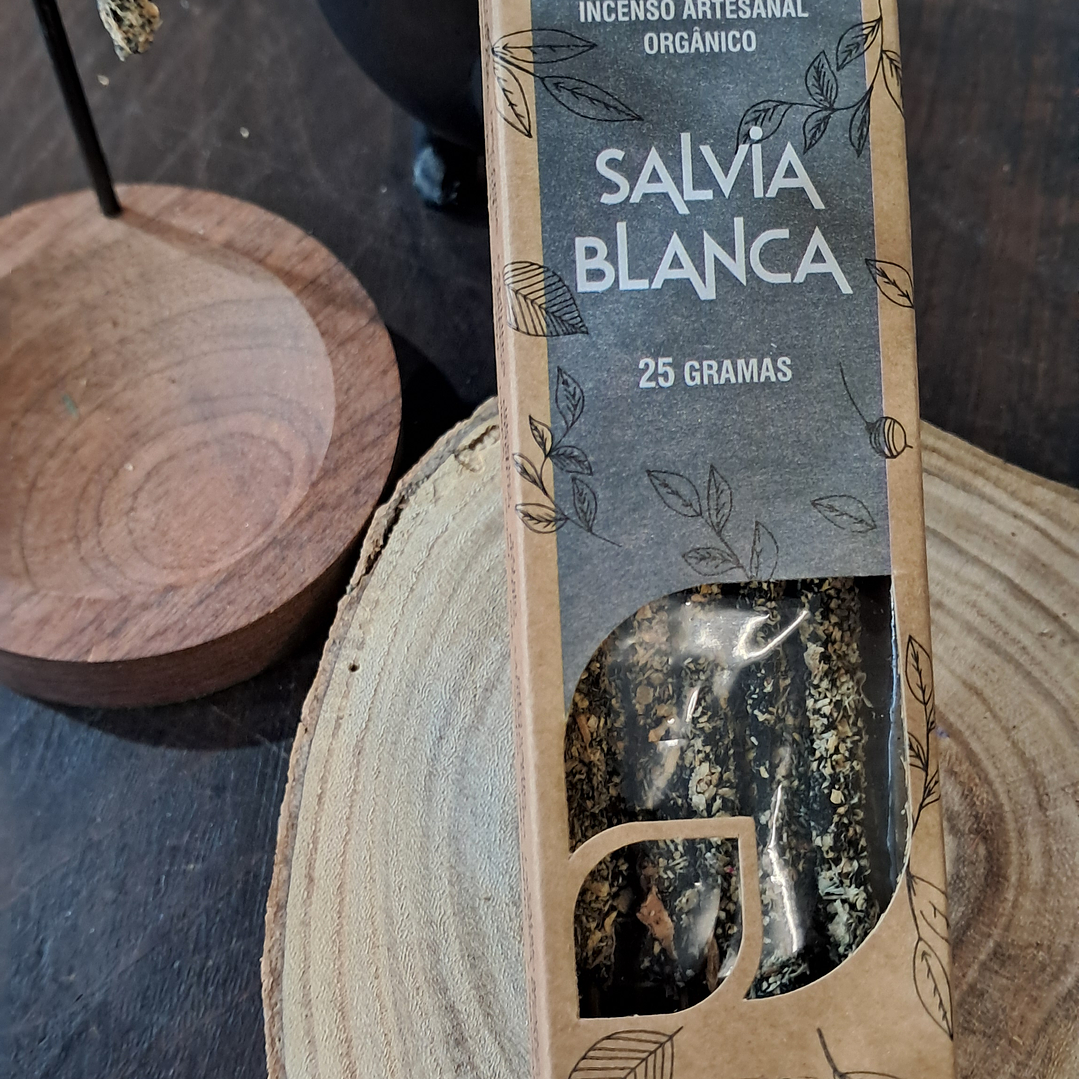 INCENSO ARTESANAL
ORGÂNICO
SALVIA
BLANCA
25 GRAMAS